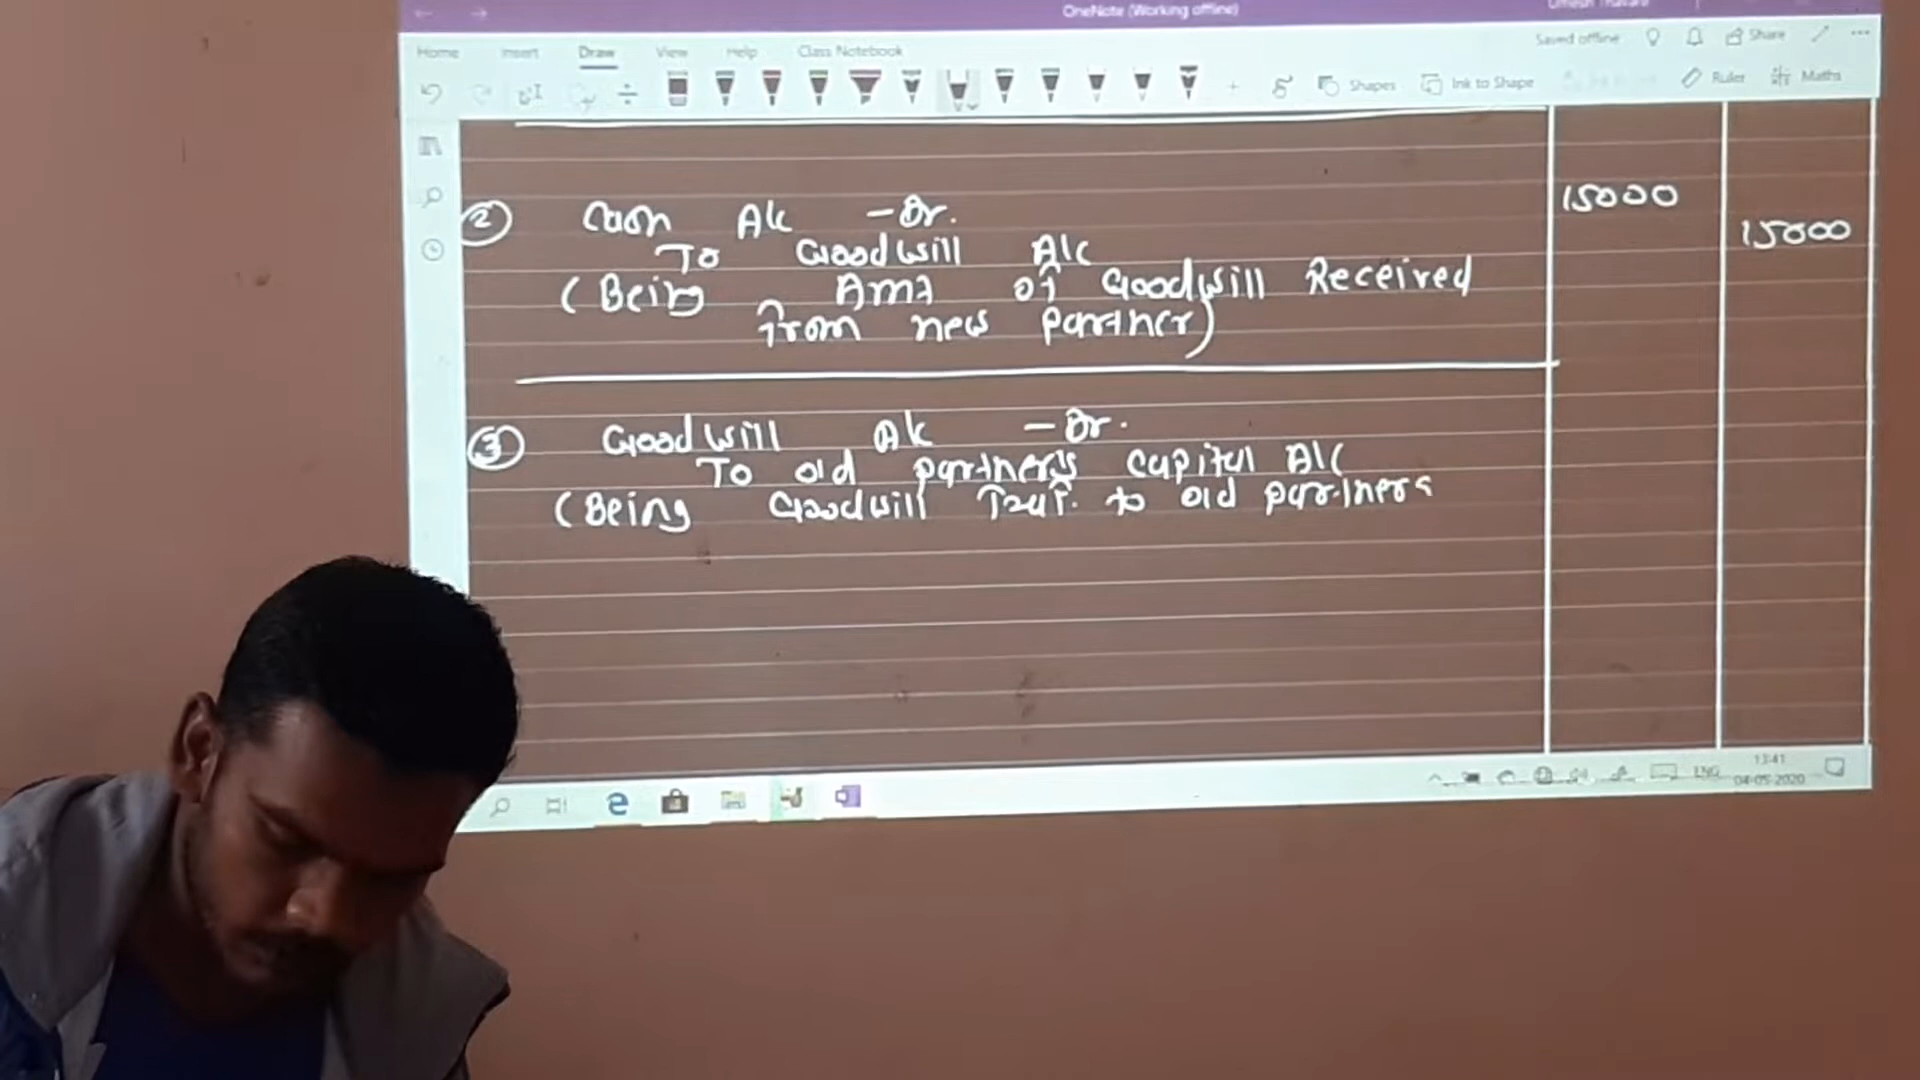 OneNote (Working offline)
Home Insert Draw View Help Class Notebook
Saved offline Share
Shapes Ink to Shape Ruler Maths
② Cash A/c - Dr. 15000
To Goodwill A/c 15000
(Being Amt of Goodwill Received
from new partner)
③ Goodwill A/c - Dr.
To old partner's capital A/c
(Being Goodwill to old partners
ENG 13:41
04-05-2020